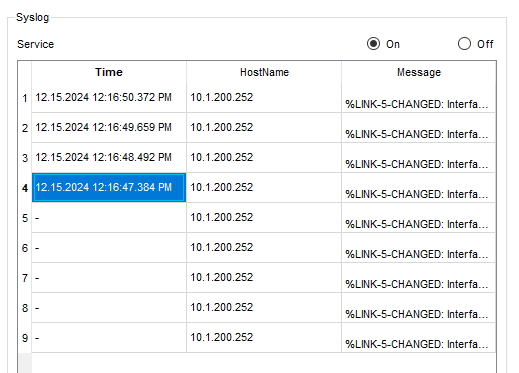 Syslog
Service On Off
Time HostName Message
1 12.15.2024 12:16:50.372 PM 10.1.200.252 %LINK-5-CHANGED: Interfa...
2 12.15.2024 12:16:49.659 PM 10.1.200.252 %LINK-5-CHANGED: Interfa...
3 12.15.2024 12:16:48.492 PM 10.1.200.252 %LINK-5-CHANGED: Interfa...
4 12.15.2024 12:16:47.384 PM 10.1.200.252 %LINK-5-CHANGED: Interfa...
5 - 10.1.200.252 %LINK-5-CHANGED: Interfa...
6 - 10.1.200.252 %LINK-5-CHANGED: Interfa...
7 - 10.1.200.252 %LINK-5-CHANGED: Interfa...
8 - 10.1.200.252 %LINK-5-CHANGED: Interfa...
9 - 10.1.200.252 %LINK-5-CHANGED: Interfa...